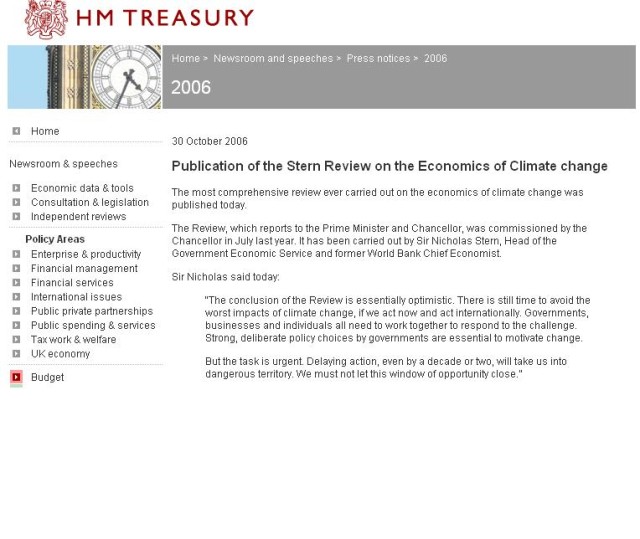 HM TREASURY
Home > Newsroom and speeches > Press notices > 2006
2006
Home
Newsroom & speeches
Economic data & tools
Consultation & legislation
Independent reviews
Policy Areas
Enterprise & productivity
Financial management
Financial services
International issues
Public private partnerships
Public spending & services
Tax work & welfare
UK economy
Budget
30 October 2006
Publication of the Stern Review on the Economics of Climate change
The most comprehensive review ever carried out on the economics of climate change was
published today.
The Review, which reports to the Prime Minister and Chancellor, was commissioned by the
Chancellor in July last year. It has been carried out by Sir Nicholas Stern, Head of the
Government Economic Service and former World Bank Chief Economist.
Sir Nicholas said today:
"The conclusion of the Review is essentially optimistic. There is still time to avoid the
worst impacts of climate change, if we act now and act internationally. Governments,
businesses and individuals all need to work together to respond to the challenge.
Strong, deliberate policy choices by governments are essential to motivate change.
But the task is urgent. Delaying action, even by a decade or two, will take us into
dangerous territory. We must not let this window of opportunity close."